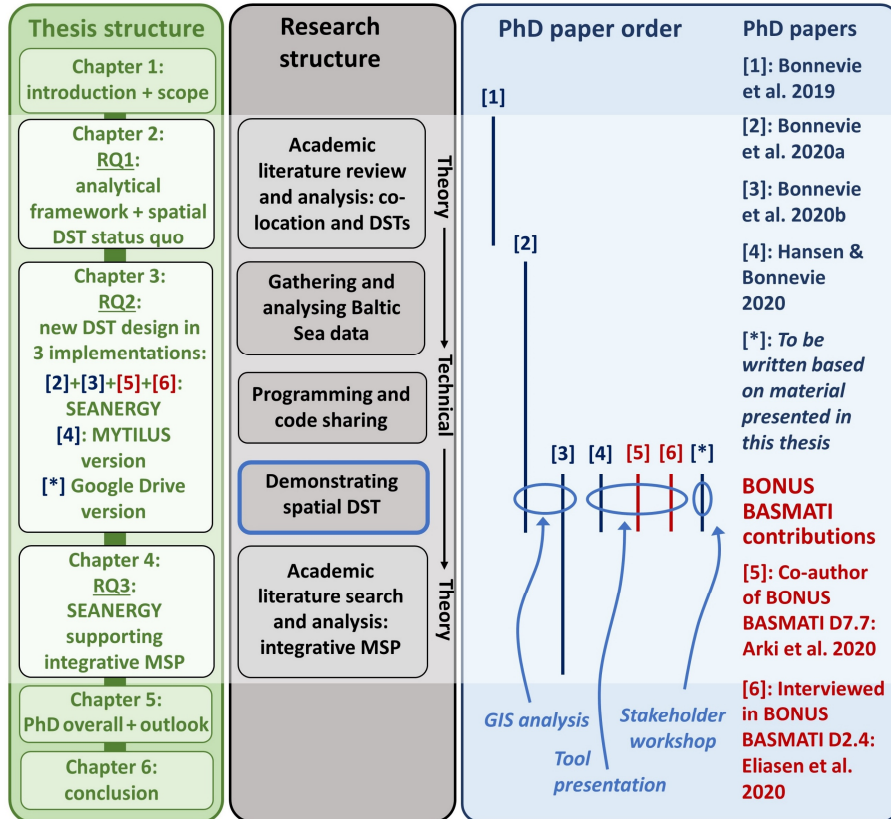 Thesis structure
Chapter 1:
introduction + scope
Chapter 2:
RQ1:
analytical
framework + spatial
DST status quo
Chapter 3:
RQ2:
new DST design in
3 implementations:
[2]+[3]+[5]+[6]:
SEANERGY
[4]: MYTILUS
version
[*] Google Drive
version
Chapter 4:
RQ3:
SEANERGY
supporting
integrative MSP
Chapter 5:
PhD overall + outlook
Chapter 6:
conclusion
Research
structure
Academic
literature review
and analysis: co-
location and DSTs
Gathering and
analysing Baltic
Sea data
Programming and
code sharing
Demonstrating
spatial DST
Academic
literature search
and analysis:
integrative MSP
Theory
Technical
Theory
PhD paper order
[1]
[2]
[3]
[4]
[5]
[6]
[*]
GIS analysis
Tool
presentation
Stakeholder
workshop
PhD papers
[1]: Bonnevie
et al. 2019
[2]: Bonnevie
et al. 2020a
[3]: Bonnevie
et al. 2020b
[4]: Hansen &
Bonnevie
2020
[*]: To be
written based
on material
presented in
this thesis
BONUS
BASMATI
contributions
[5]: Co-author
of BONUS
BASMATI D7.7:
Arki et al. 2020
[6]: Interviewed
in BONUS
BASMATI D2.4:
Eliasen et al.
2020